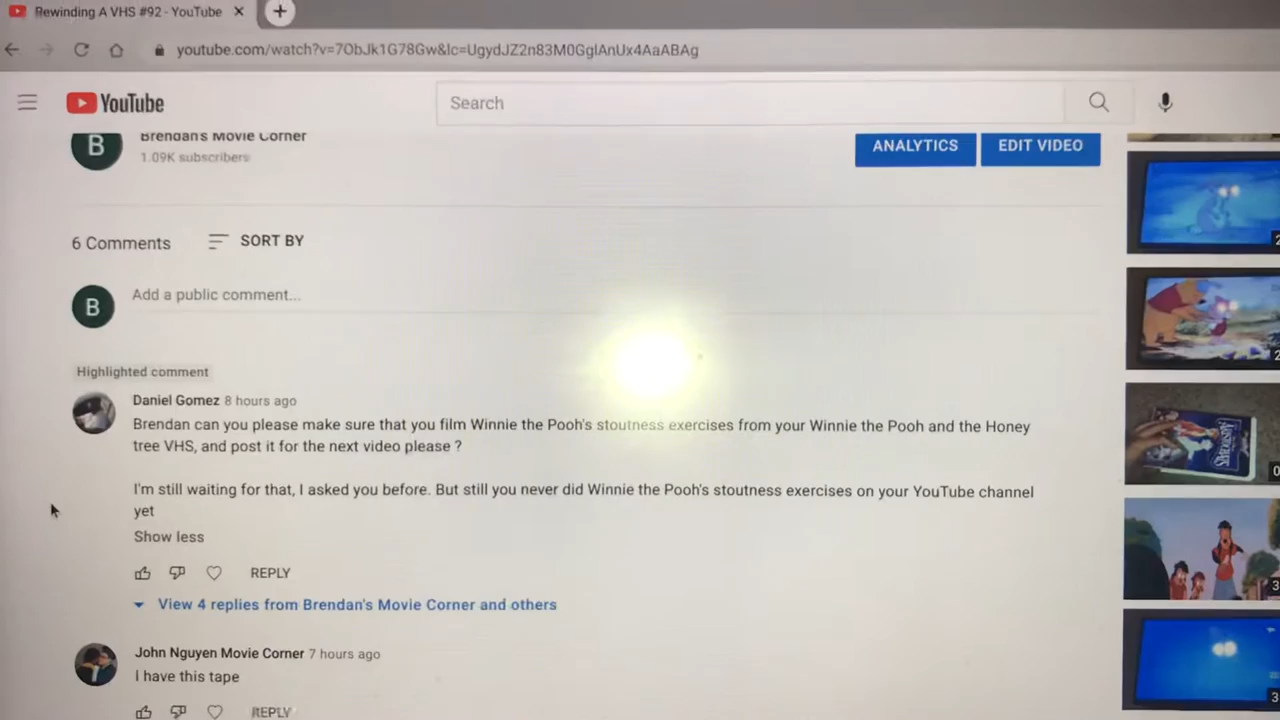 Rewinding A VHS #92 - YouTube
youtube.com/watch?v=7ObJk1G78Gw&lc=UgydJZ2n83M0GglAnUx4AaABAg
YouTube
Search
B
Brendan's Movie Corner
1.09K subscribers
ANALYTICS
EDIT VIDEO
6 Comments
SORT BY
B
Add a public comment...
Highlighted comment
Daniel Gomez 8 hours ago
Brendan can you please make sure that you film Winnie the Pooh's stoutness exercises from your Winnie the Pooh and the Honey
tree VHS, and post it for the next video please ?
I'm still waiting for that, I asked you before. But still you never did Winnie the Pooh's stoutness exercises on your YouTube channel
yet
Show less
REPLY
View 4 replies from Brendan's Movie Corner and others
John Nguyen Movie Corner 7 hours ago
I have this tape
REPLY